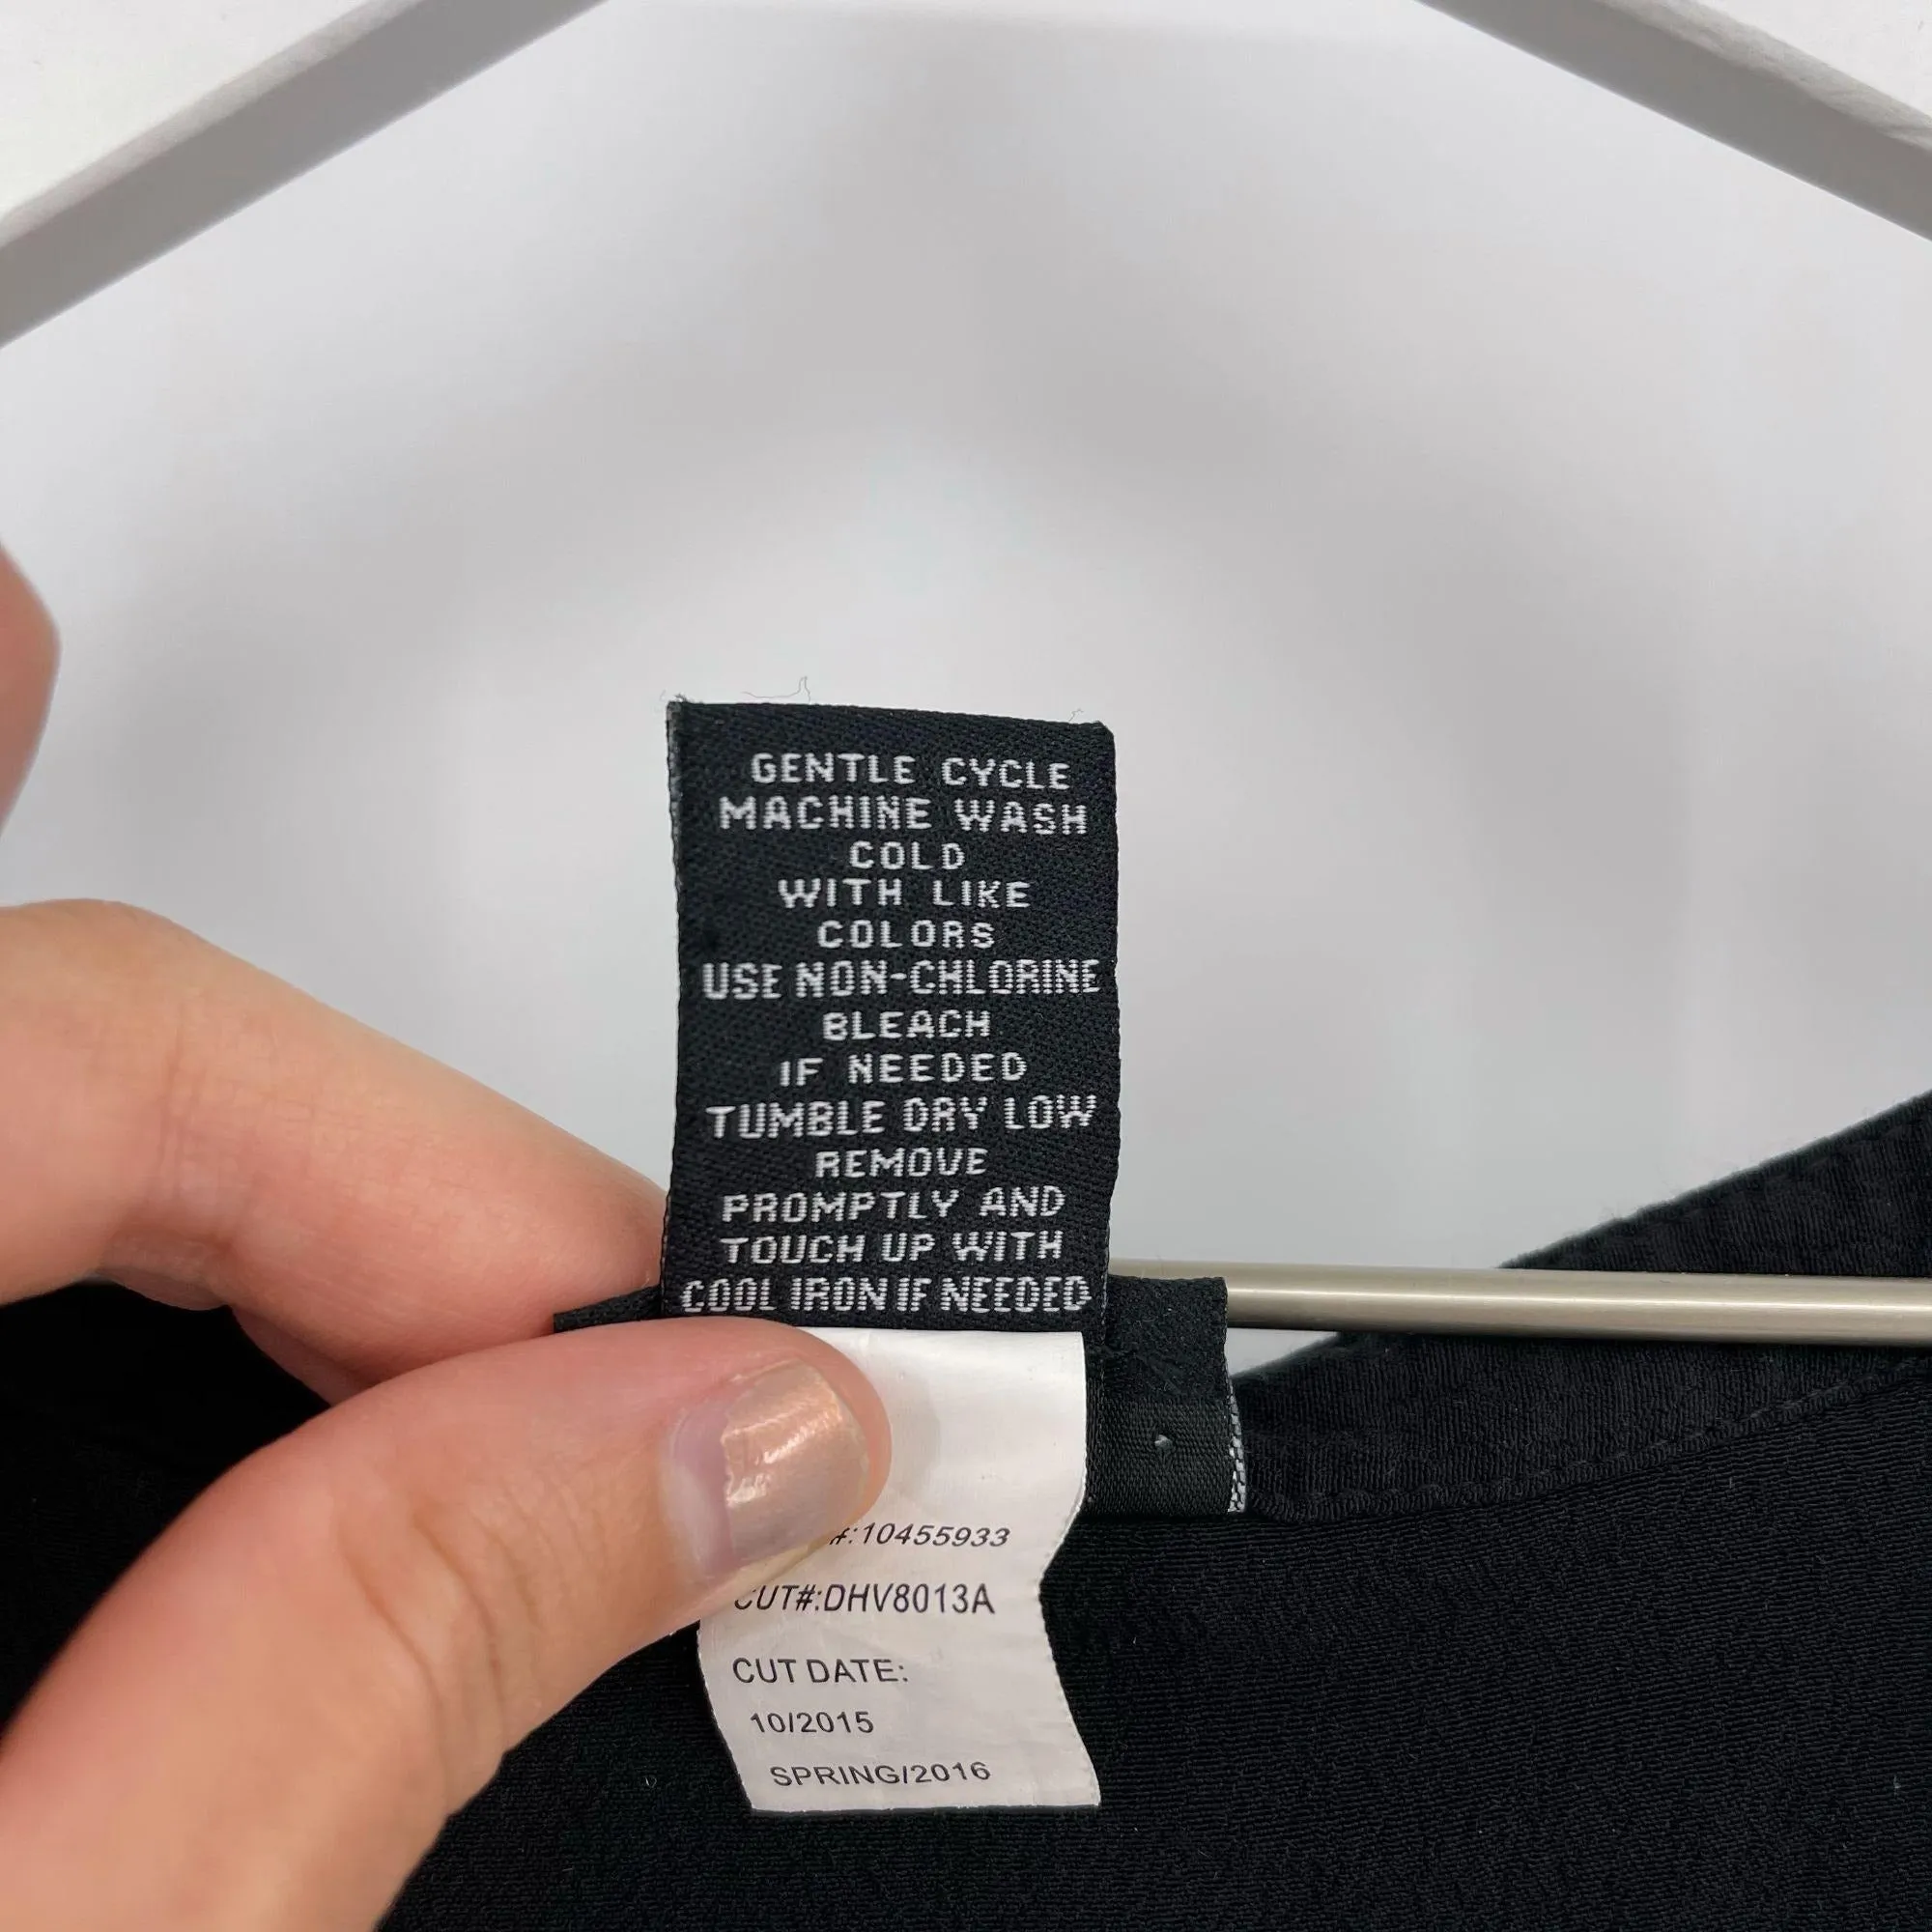 GENTLE CYCLE
MACHINE WASH
COLD
WITH LIKE
COLORS
USE NON-CHLORINE
BLEACH
IF NEEDED
TUMBLE DRY LOW
REMOVE
PROMPTLY AND
TOUCH UP WITH
COOL IRON IF NEEDED
#:10455933
CUT#:DHV8013A
CUT DATE:
10/2015
SPRING/2016